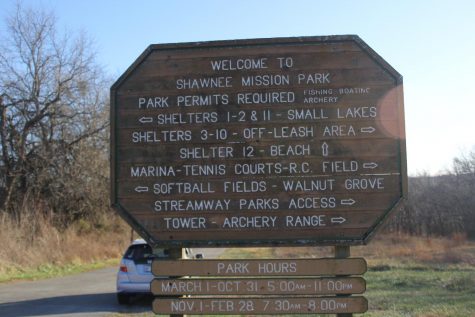 WELCOME TO
SHAWNEE MISSION PARK
PARK PERMITS REQUIRED FISHING-BOATING
ARCHERY
⇦ SHELTERS 1-2 & 11 - SMALL LAKES
SHELTERS 3-10 - OFF-LEASH AREA ⇨
SHELTER 12 - BEACH ⇧
MARINA-TENNIS COURTS-R.C. FIELD ⇨
⇦ SOFTBALL FIELDS - WALNUT GROVE
STREAMWAY PARKS ACCESS ⇨
TOWER - ARCHERY RANGE ⇨
PARK HOURS
MARCH 1-OCT 31 - 5:00AM-11:00PM
NOV 1-FEB 28 7:30AM-8:00PM